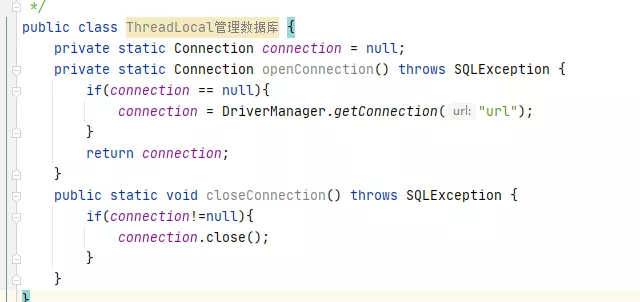 */
public class ThreadLocal管理数据库 {
    private static Connection connection = null;
    private static Connection openConnection() throws SQLException {
        if(connection == null){
            connection = DriverManager.getConnection( url: "url");
        }
        return connection;
    }
    public static void closeConnection() throws SQLException {
        if(connection!=null){
            connection.close();
        }
    }
}